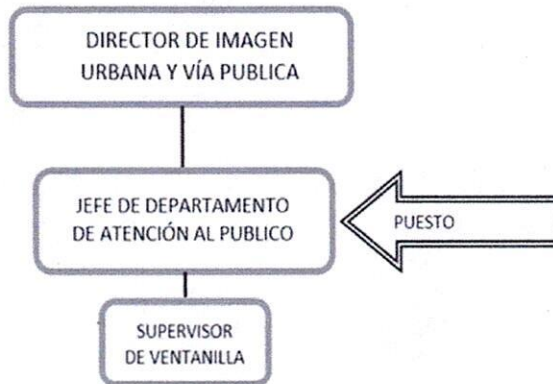 DIRECTOR DE IMAGEN
URBANA Y VÍA PUBLICA
JEFE DE DEPARTAMENTO
DE ATENCIÓN AL PUBLICO
PUESTO
SUPERVISOR
DE VENTANILLA